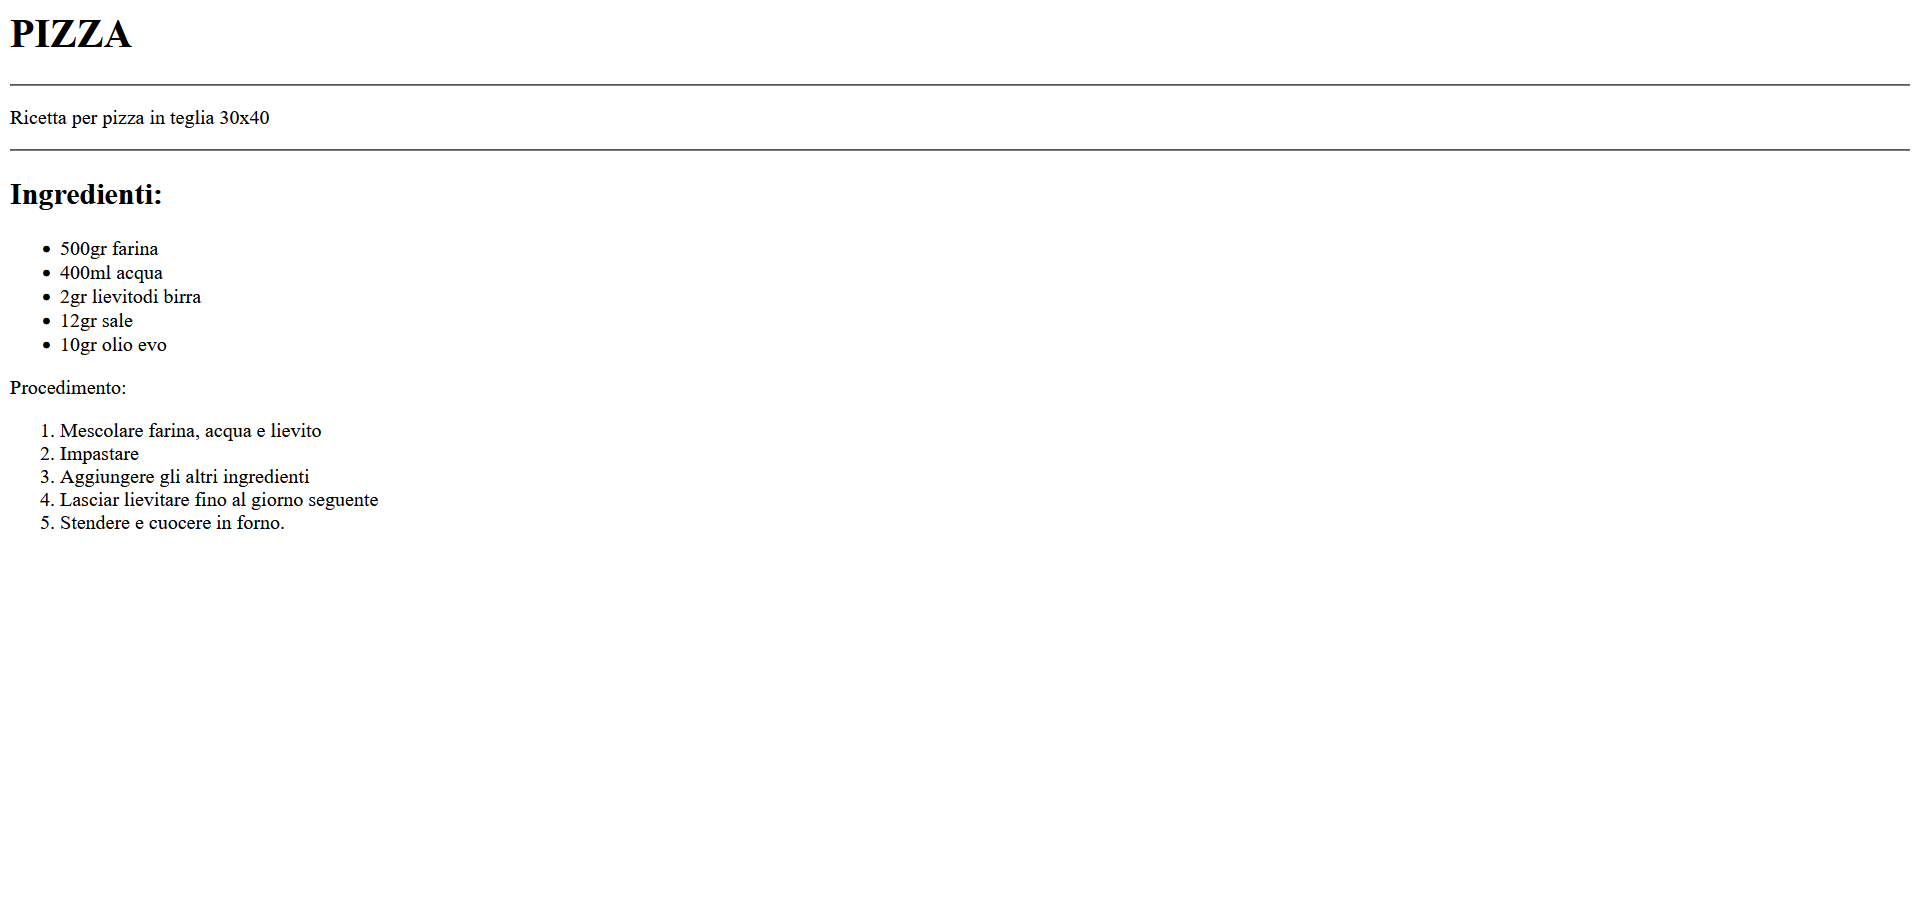 PIZZA
Ricetta per pizza in teglia 30x40
Ingredienti:
• 500gr farina
• 400ml acqua
• 2gr lievitodi birra
• 12gr sale
• 10gr olio evo
Procedimento:
1. Mescolare farina, acqua e lievito
2. Impastare
3. Aggiungere gli altri ingredienti
4. Lasciar lievitare fino al giorno seguente
5. Stendere e cuocere in forno.